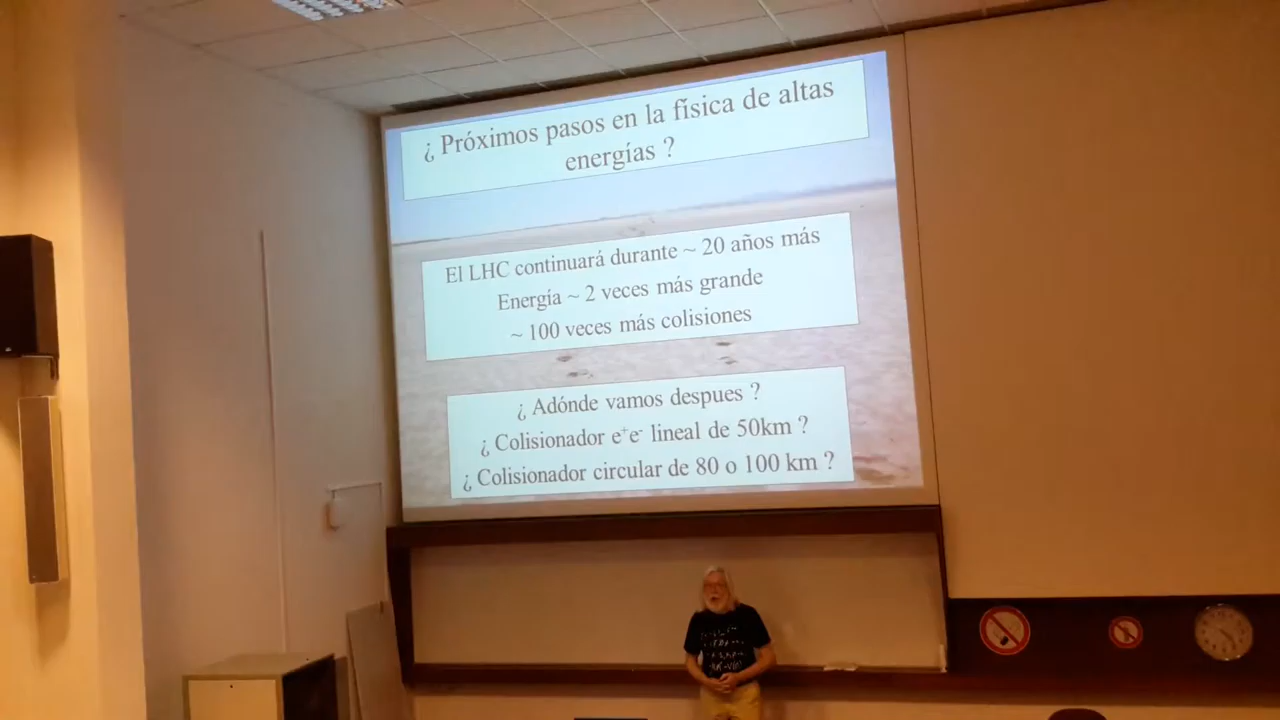 ¿ Próximos pasos en la física de altas
energías ?
El LHC continuará durante ~ 20 años más
Energía ~ 2 veces más grande
~ 100 veces más colisiones
¿ Adónde vamos despues ?
¿ Colisionador e⁺e⁻ lineal de 50km ?
¿ Colisionador circular de 80 o 100 km ?